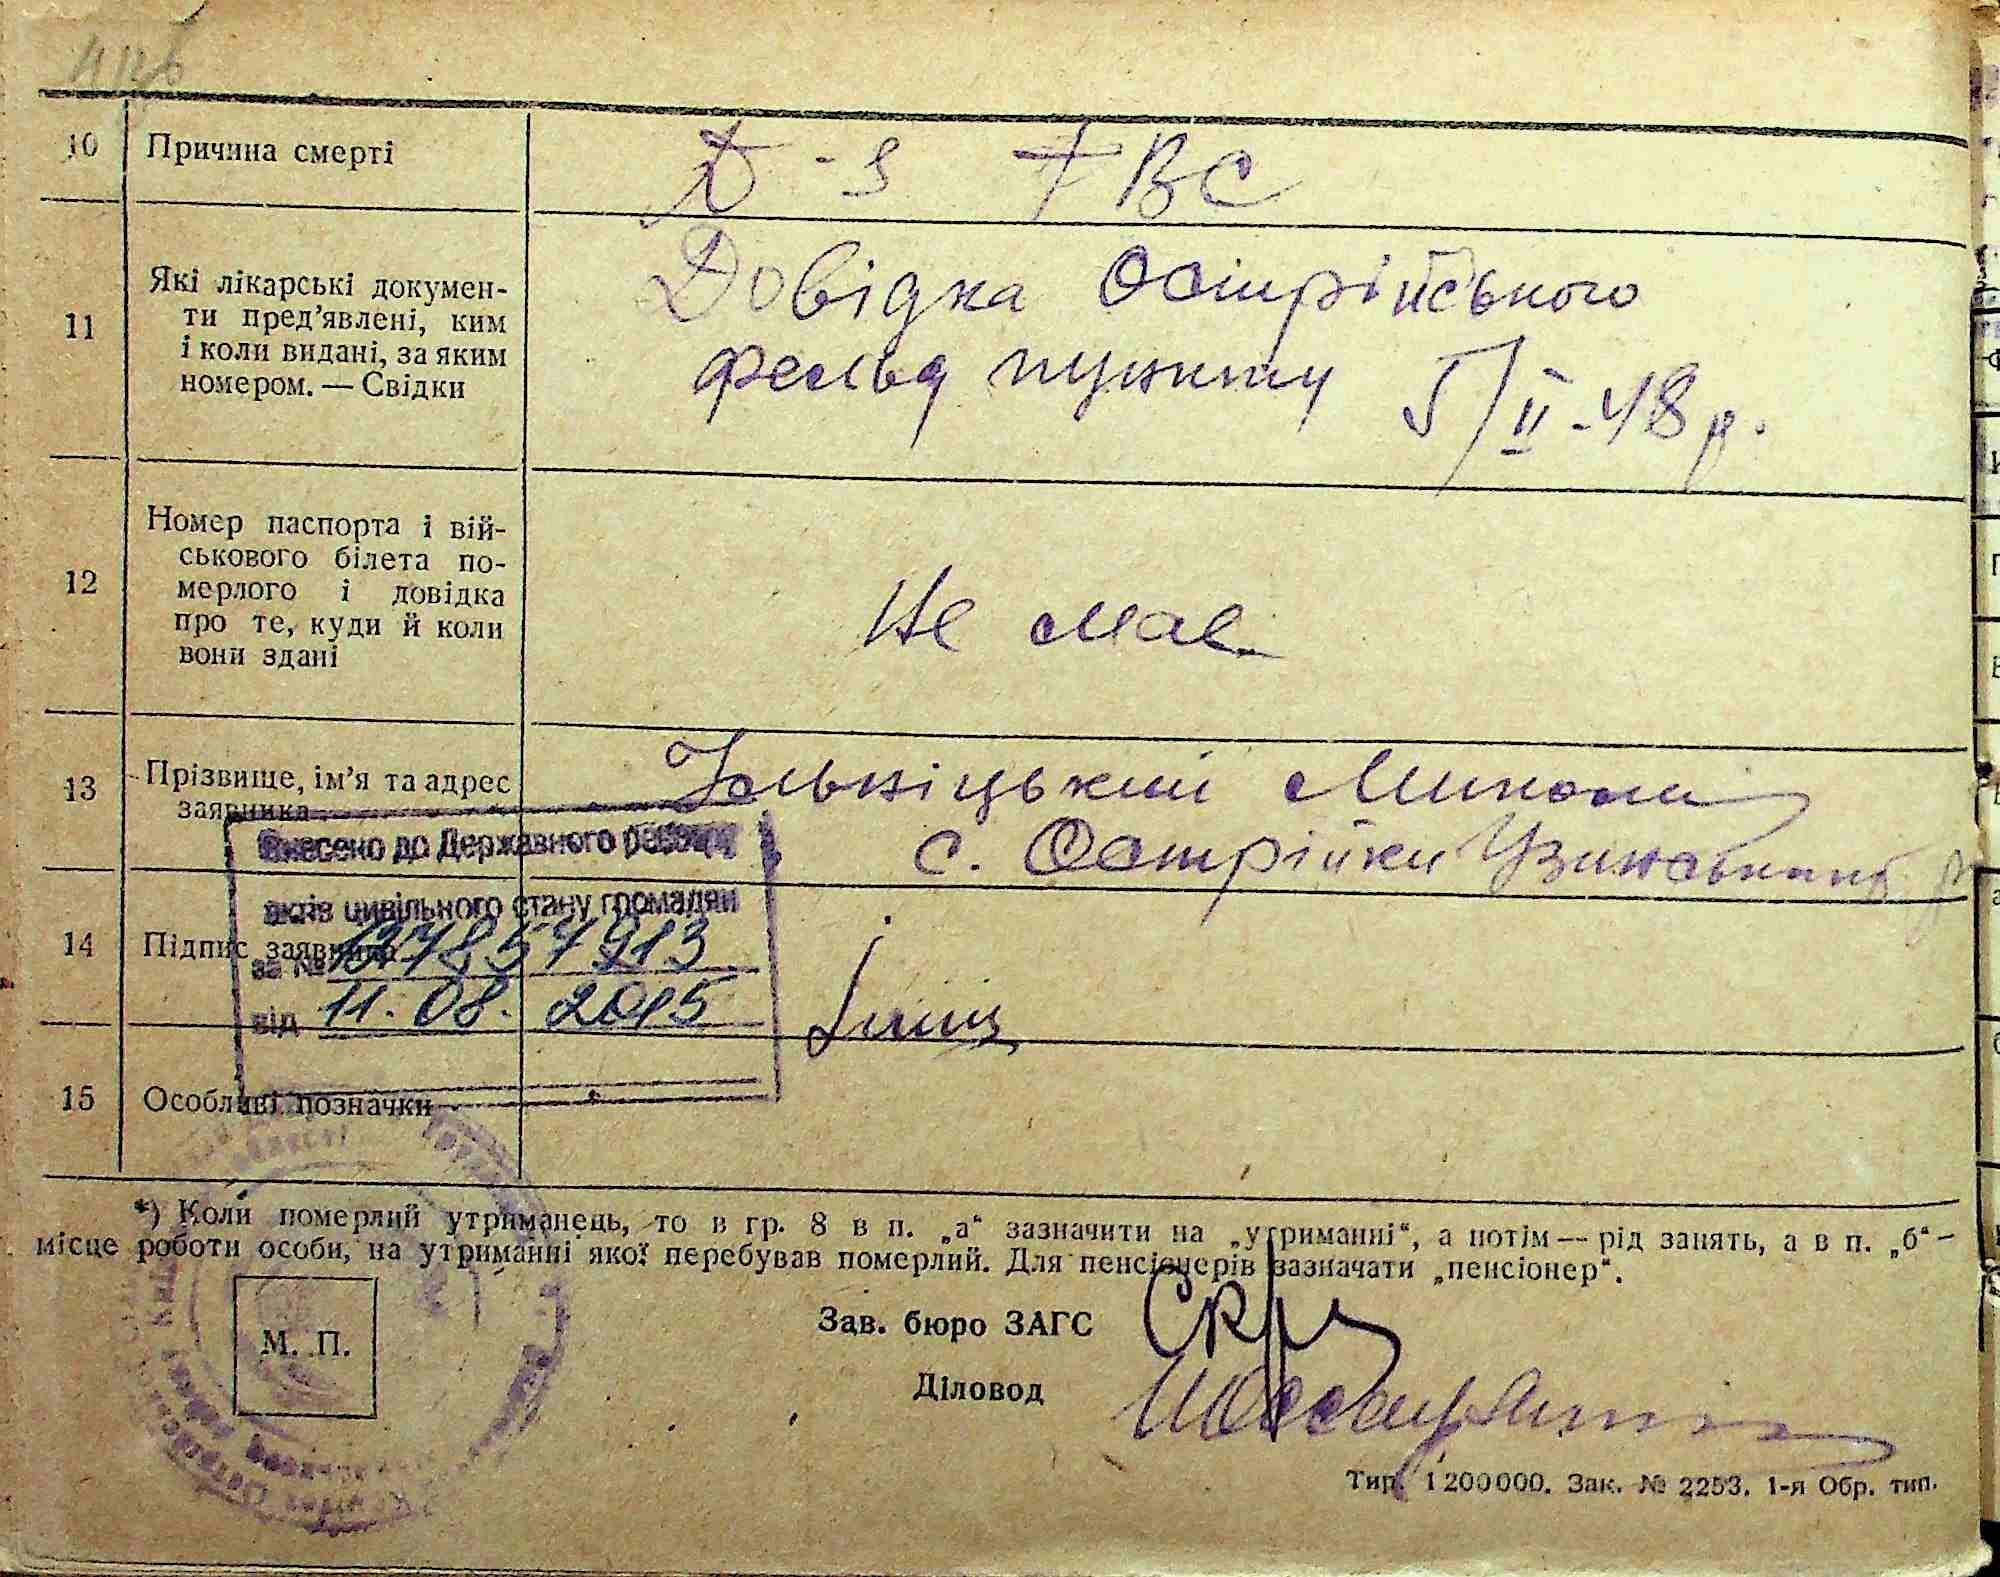 10 Причина смерті Д-з ТВС
11 Які лікарські докумен-
ти пред'явлені, ким
і коли видані, за яким
номером. — Свідки
Довідка Острійського
фельд пункту 5/II-48 р.
12 Номер паспорта і вій-
ськового білета по-
мерлого і довідка
про те, куди й коли
вони здані
Не має
13 Прізвище, ім'я та адрес
заявника
Ільніцький Микола
с. Острійки Узинський р
Внесено до Державного реєстру
актів цивільного стану громадян
за №
від 11.08.2015
14 Підпис заявника
15 Особливі позначки
*) Коли померлий утриманець, то в гр. 8 в п. „а“ зазначити на „утриманні“, а потім — рід занять, а в п. „б“ –
місце роботи особи, на утриманні якої перебував померлий. Для пенсіонерів зазначати „пенсіонер“.
М. П.
Зав. бюро ЗАГС
Діловод
Тир. 1200000. Зак. № 2253. 1-я Обр. тип.